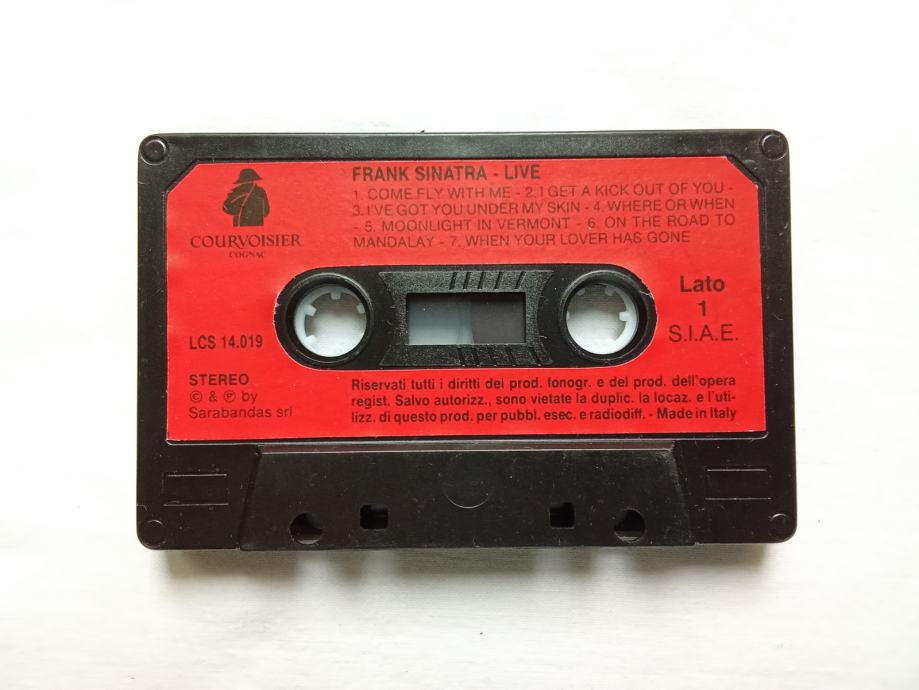 FRANK SINATRA - LIVE
1. COME FLY WITH ME - 2. I GET A KICK OUT OF YOU -
3. I'VE GOT YOU UNDER MY SKIN - 4. WHERE OR WHEN
- 5. MOONLIGHT IN VERMONT - 6. ON THE ROAD TO
MANDALAY - 7. WHEN YOUR LOVER HAS GONE
COURVOISIER
COGNAC
Lato
1
S.I.A.E.
LCS 14.019
STEREO
© & ℗ by
Sarabandas srl
Riservati tutti i diritti del prod. fonogr. e del prod. dell'opera
regist. Salvo autorizz., sono vietate la duplic. la locaz. e l'uti-
lizz. di questo prod. per pubbl. esec. e radiodiff. - Made in Italy